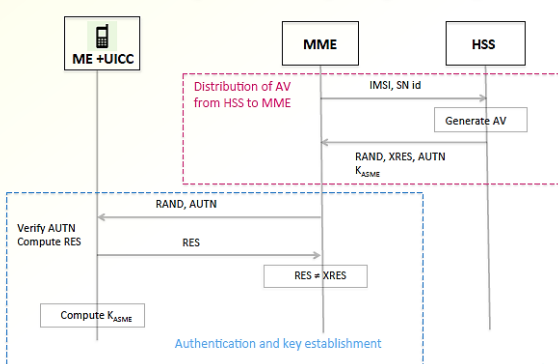 ME +UICC
MME
HSS
Distribution of AV
from HSS to MME
IMSI, SN id
Generate AV
RAND, XRES, AUTN
KASME
RAND, AUTN
Verify AUTN
Compute RES
RES
RES ≠ XRES
Compute KASME
Authentication and key establishment